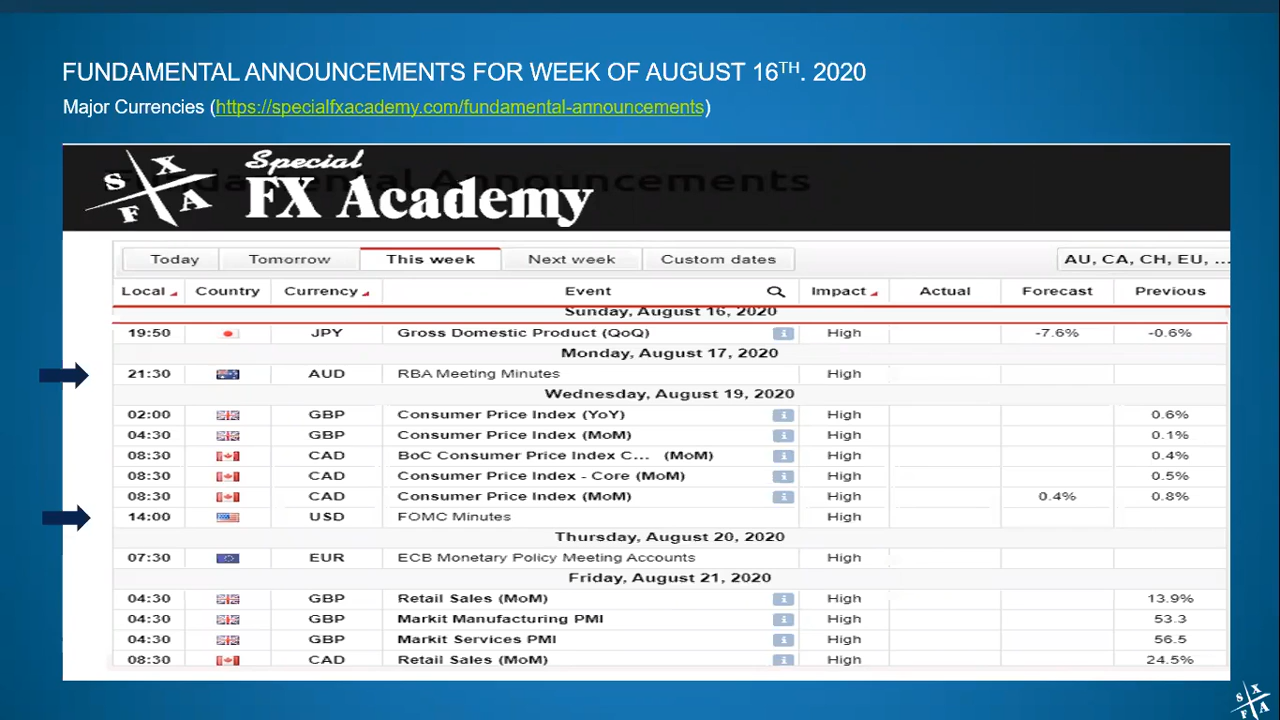 FUNDAMENTAL ANNOUNCEMENTS FOR WEEK OF AUGUST 16TH. 2020
Major Currencies (https://specialfxacademy.com/fundamental-announcements)
Fundamental Announcements
S X F A Special
FX Academy
Today Tomorrow This week Next week Custom dates AU, CA, CH, EU, ...
Local Country Currency Event Impact Actual Forecast Previous
Sunday, August 16, 2020
19:50 JPY Gross Domestic Product (QoQ) i High -7.6% -0.6%
Monday, August 17, 2020
21:30 AUD RBA Meeting Minutes High
Wednesday, August 19, 2020
02:00 GBP Consumer Price Index (YoY) i High 0.6%
04:30 GBP Consumer Price Index (MoM) i High 0.1%
08:30 CAD BoC Consumer Price Index C... (MoM) i High 0.4%
08:30 CAD Consumer Price Index - Core (MoM) i High 0.5%
08:30 CAD Consumer Price Index (MoM) i High 0.4% 0.8%
14:00 USD FOMC Minutes High
Thursday, August 20, 2020
07:30 EUR ECB Monetary Policy Meeting Accounts High
Friday, August 21, 2020
04:30 GBP Retail Sales (MoM) i High 13.9%
04:30 GBP Markit Manufacturing PMI i High 53.3
04:30 GBP Markit Services PMI i High 56.5
08:30 CAD Retail Sales (MoM) i High 24.5%
S X F A